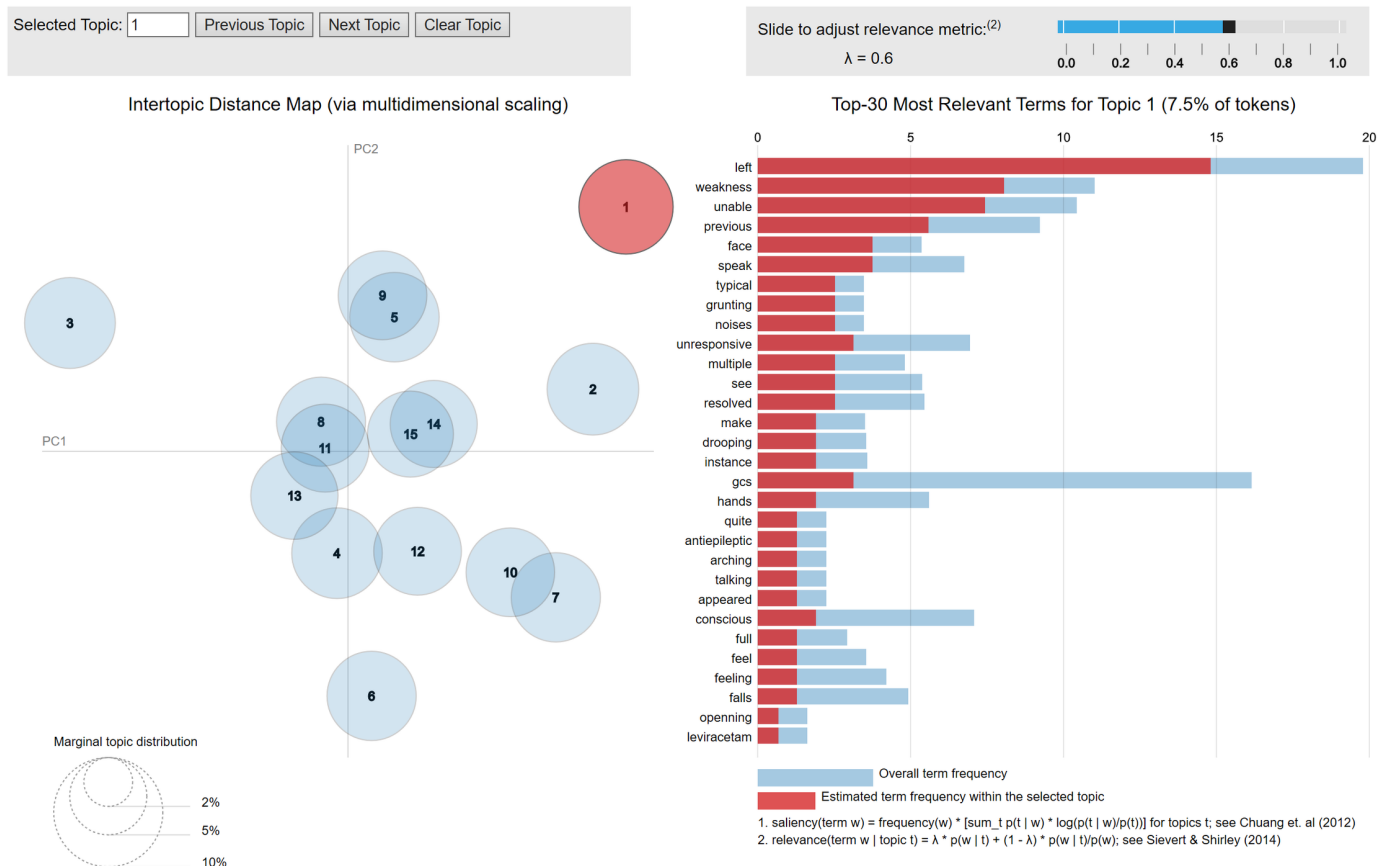 Selected Topic: 1 Previous Topic Next Topic Clear Topic
Slide to adjust relevance metric:(2)
λ = 0.6
0.0 0.2 0.4 0.6 0.8 1.0
Intertopic Distance Map (via multidimensional scaling)
PC2
PC1
1
9
5
3
2
8
14
15
11
13
4
12
10
7
6
Marginal topic distribution
2%
5%
10%
Top-30 Most Relevant Terms for Topic 1 (7.5% of tokens)
0 5 10 15 20
left
weakness
unable
previous
face
speak
typical
grunting
noises
unresponsive
multiple
see
resolved
make
drooping
instance
gcs
hands
quite
antiepileptic
arching
talking
appeared
conscious
full
feel
feeling
falls
openning
leviracetam
Overall term frequency
Estimated term frequency within the selected topic
1. saliency(term w) = frequency(w) * [sum_t p(t | w) * log(p(t | w)/p(t))] for topics t; see Chuang et. al (2012)
2. relevance(term w | topic t) = λ * p(w | t) + (1 - λ) * p(w | t)/p(w); see Sievert & Shirley (2014)